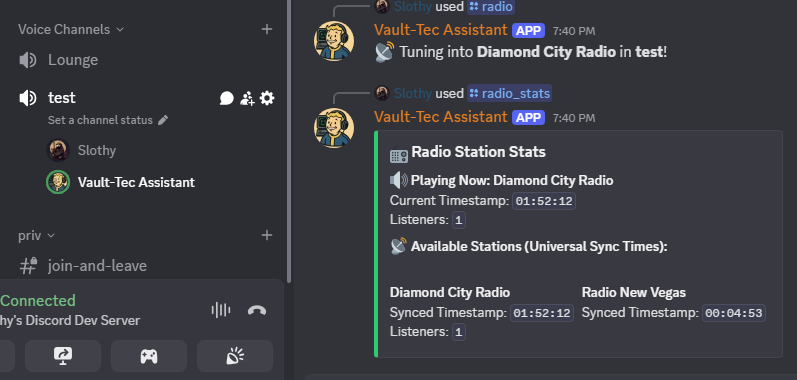 Voice Channels
Lounge
test
Set a channel status
Slothy
Vault-Tec Assistant
priv
join-and-leave
Connected
hy's Discord Dev Server
Slothy used radio
Vault-Tec Assistant APP 7:40 PM
Tuning into Diamond City Radio in test!
Slothy used radio_stats
Vault-Tec Assistant APP 7:40 PM
Radio Station Stats
Playing Now: Diamond City Radio
Current Timestamp: 01:52:12
Listeners: 1
Available Stations (Universal Sync Times):
Diamond City Radio
Synced Timestamp: 01:52:12
Listeners: 1
Radio New Vegas
Synced Timestamp: 00:04:53